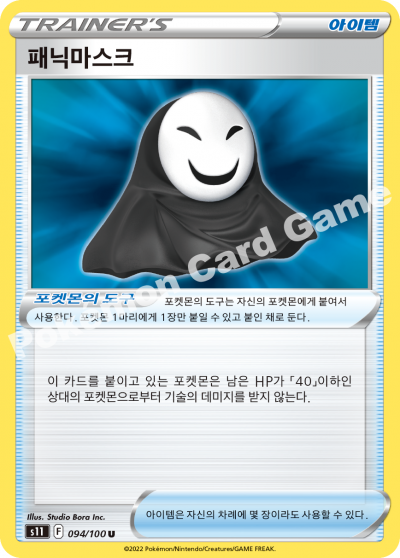 TRAINER'S
아이템
패닉마스크
Pokémon Card Game
포켓몬의 도구
포켓몬의 도구는 자신의 포켓몬에게 붙여서
사용한다. 포켓몬 1마리에게 1장만 붙일 수 있고 붙인 채로 둔다.
이 카드를 붙이고 있는 포켓몬은 남은 HP가 「40」이하인
상대의 포켓몬으로부터 기술의 데미지를 받지 않는다.
Illus. Studio Bora Inc.
s11 F 094/100 U
아이템은 자신의 차례에 몇 장이라도 사용할 수 있다.
©2022 Pokémon/Nintendo/Creatures/GAME FREAK.